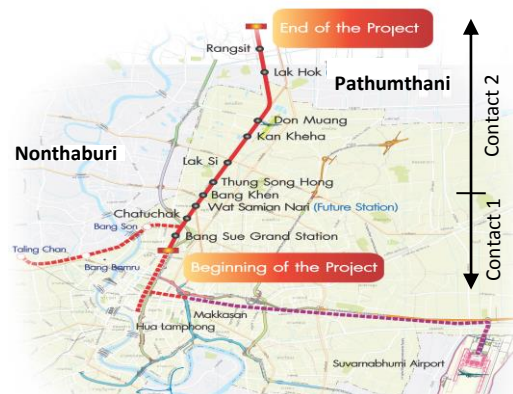 End of the Project
Rangsit
Lak Hok
Pathumthani
Contact 2
Don Muang
Kan Kheha
Nonthaburi
Lak Si
Thung Song Hong
Bang Khen
Wat Samian Nari (Future Station)
Chatuchak
Contact 1
Bang Son
Bang Sue Grand Station
Taling Chan
Bang Bamru
Beginning of the Project
Makkasan
Hua Lamphong
Suvarnabhumi Airport